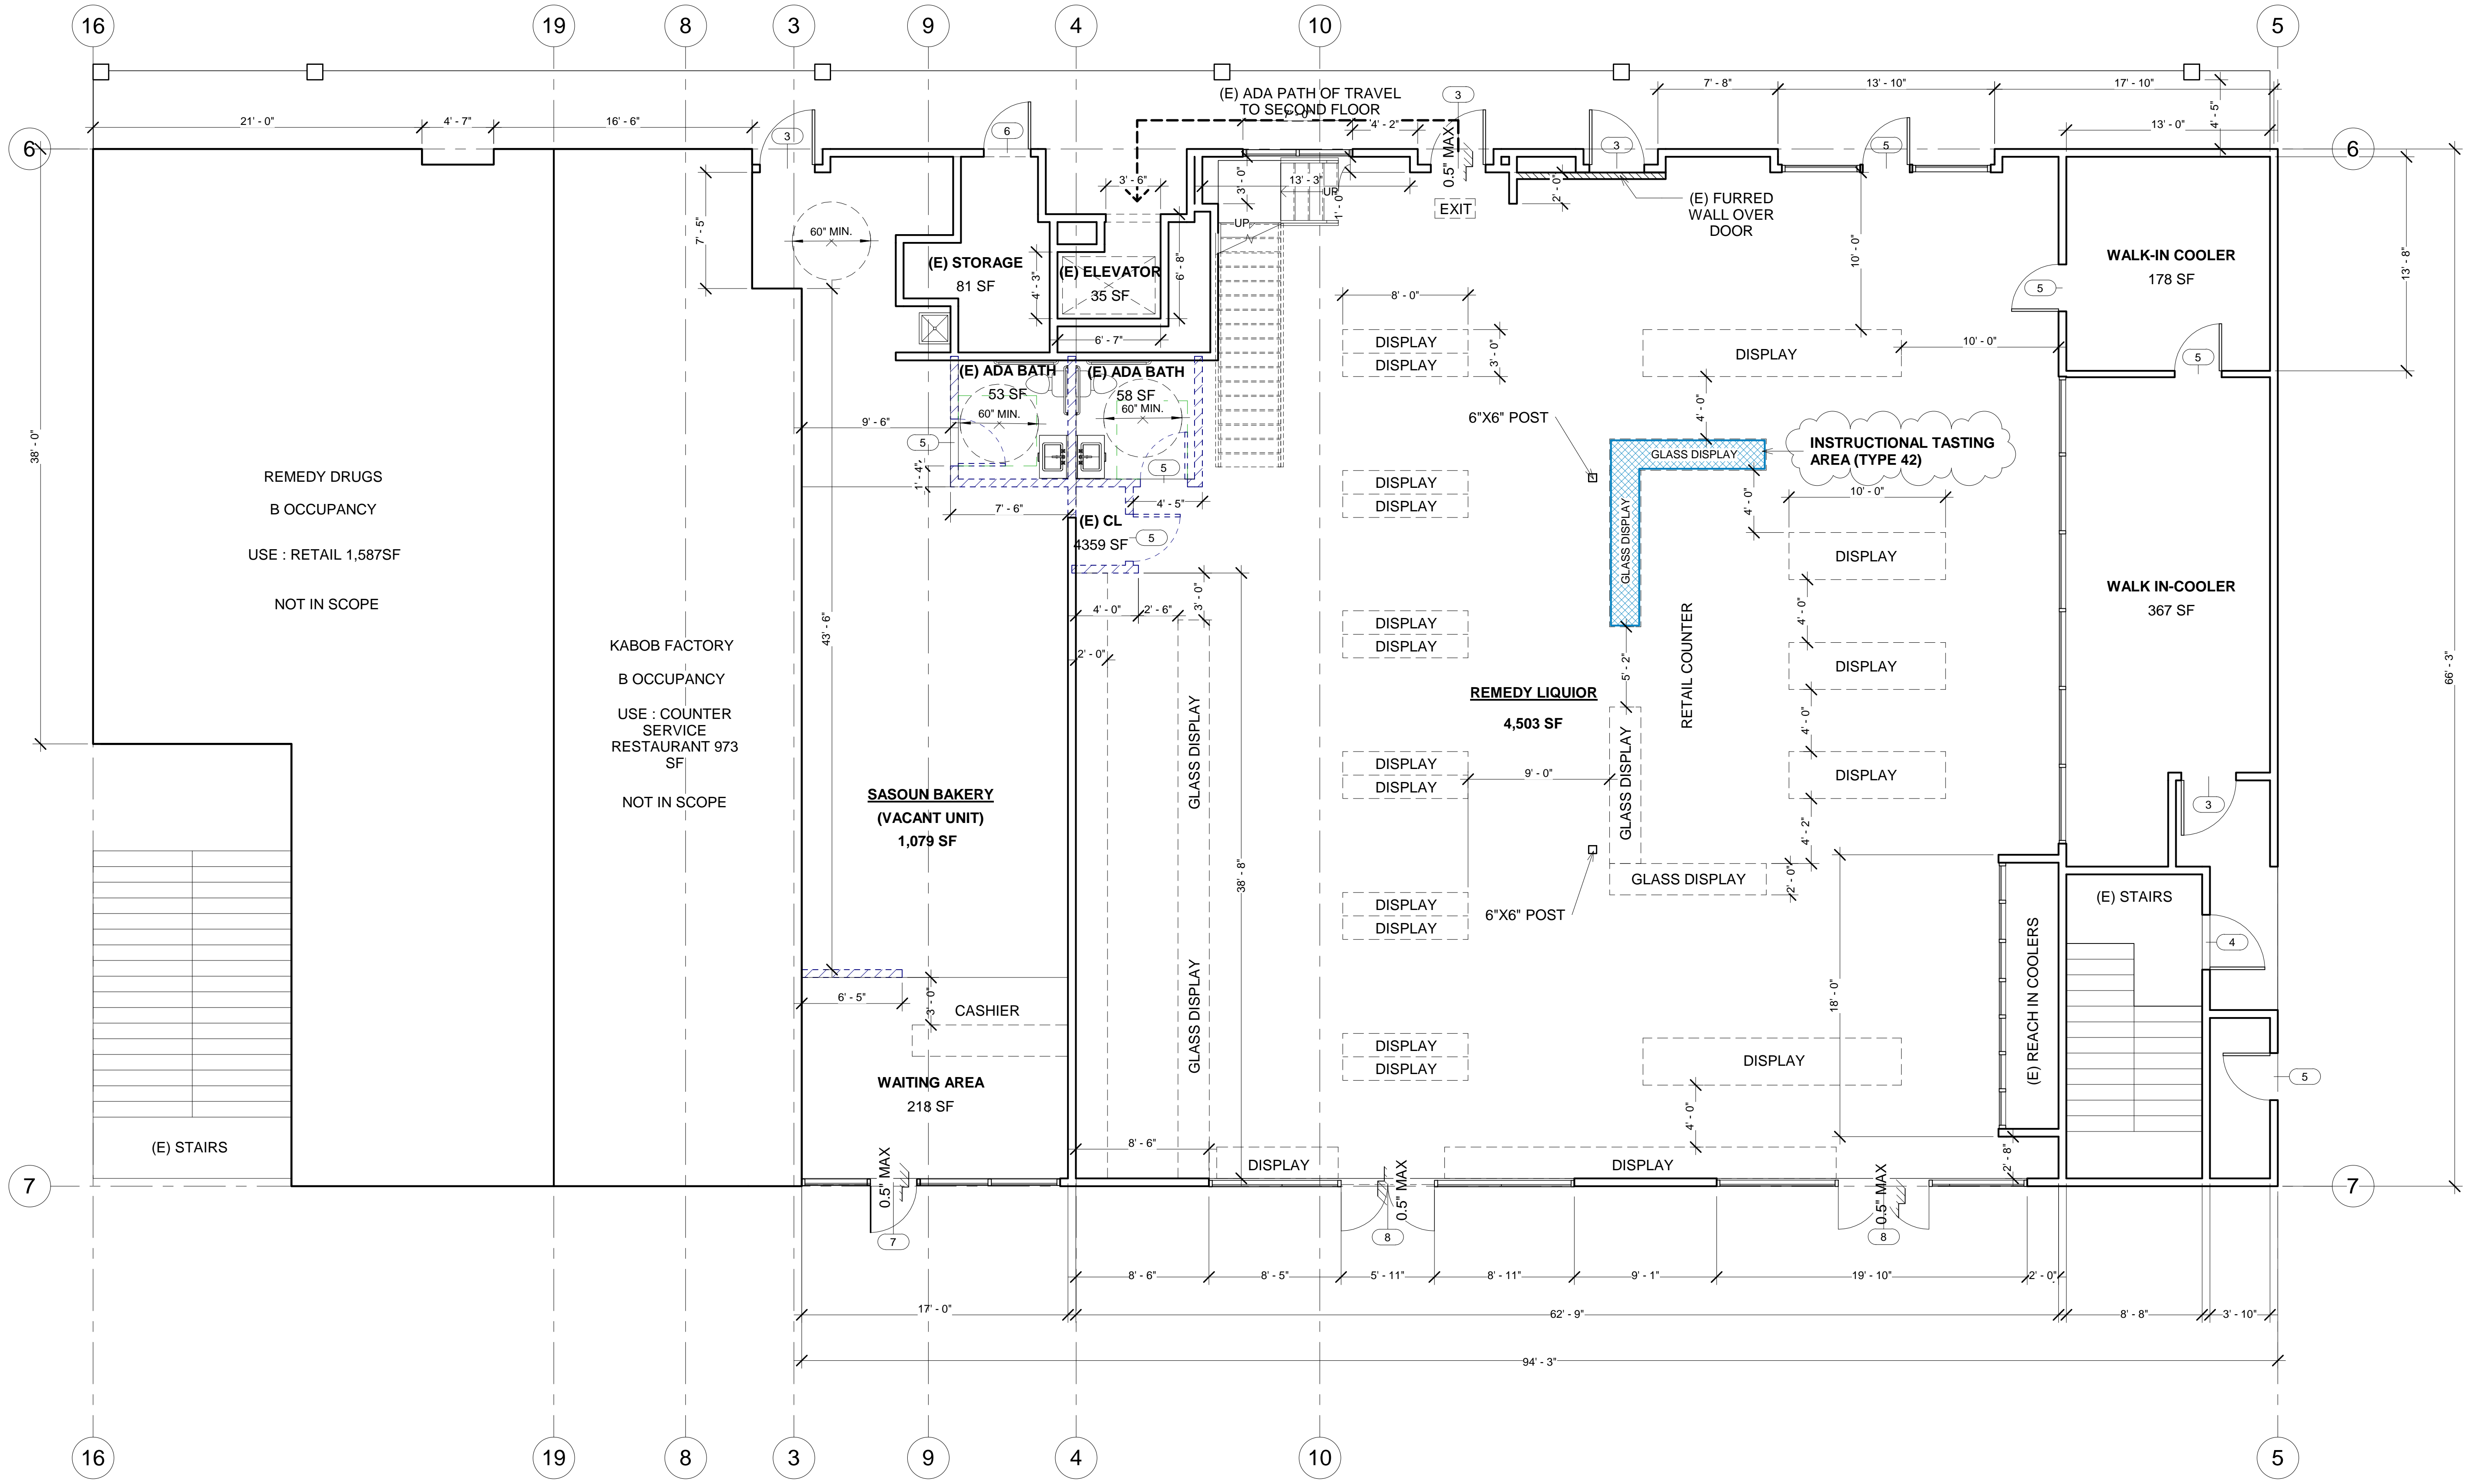 16
19
8
3
9
4
10
5
(E) ADA PATH OF TRAVEL
TO SECOND FLOOR
3
7' - 8"
13' - 10"
17' - 10"
4' - 5"
21' - 0"
4' - 7"
16' - 6"
3
6
7' - 0"
4' - 2"
0.5" MAX
3
5
13' - 0"
6
6
38' - 0"
7' - 5"
60" MIN.
3' - 6"
3' - 0"
13' - 3"
UP
1' - 0"
UP
EXIT
2' - 0"
(E) FURRED
WALL OVER
DOOR
10' - 0"
WALK-IN COOLER
178 SF
13' - 8"
5
5
(E) STORAGE
81 SF
4' - 3"
(E) ELEVATOR
35 SF
6' - 8"
6' - 7"
8' - 0"
DISPLAY
DISPLAY
3' - 0"
DISPLAY
10' - 0"
4' - 0"
(E) ADA BATH
53 SF
60" MIN.
(E) ADA BATH
58 SF
60" MIN.
9' - 6"
5
1' - 4"
5
7' - 6"
4' - 5"
(E) CL
4359 SF
5
6"X6" POST
GLASS DISPLAY
GLASS DISPLAY
INSTRUCTIONAL TASTING
AREA (TYPE 42)
4' - 0"
10' - 0"
DISPLAY
DISPLAY
DISPLAY
REMEDY DRUGS
B OCCUPANCY
USE : RETAIL 1,587SF
NOT IN SCOPE
KABOB FACTORY
B OCCUPANCY
USE : COUNTER
SERVICE
RESTAURANT 973
SF
NOT IN SCOPE
43' - 6"
4' - 0"
2' - 6"
3' - 0"
2' - 0"
DISPLAY
DISPLAY
5' - 2"
RETAIL COUNTER
4' - 0"
DISPLAY
4' - 0"
DISPLAY
4' - 2"
WALK IN-COOLER
367 SF
66' - 3"
REMEDY LIQUIOR
4,503 SF
GLASS DISPLAY
GLASS DISPLAY
38' - 8"
DISPLAY
DISPLAY
9' - 0"
GLASS DISPLAY
GLASS DISPLAY
2' - 0"
6"X6" POST
3
SASOUN BAKERY
(VACANT UNIT)
1,079 SF
6' - 5"
3' - 0"
CASHIER
WAITING AREA
218 SF
DISPLAY
DISPLAY
DISPLAY
DISPLAY
DISPLAY
4' - 0"
18' - 0"
(E) REACH IN COOLERS
(E) STAIRS
4
5
2' - 8"
(E) STAIRS
8' - 6"
DISPLAY
DISPLAY
7
7
0.5" MAX
0.5" MAX
0.5" MAX
7
8
8
8' - 6"
8' - 5"
5' - 11"
8' - 11"
9' - 1"
19' - 10"
2' - 0"
17' - 0"
62' - 9"
8' - 8"
3' - 10"
94' - 3"
16
19
8
3
9
4
10
5